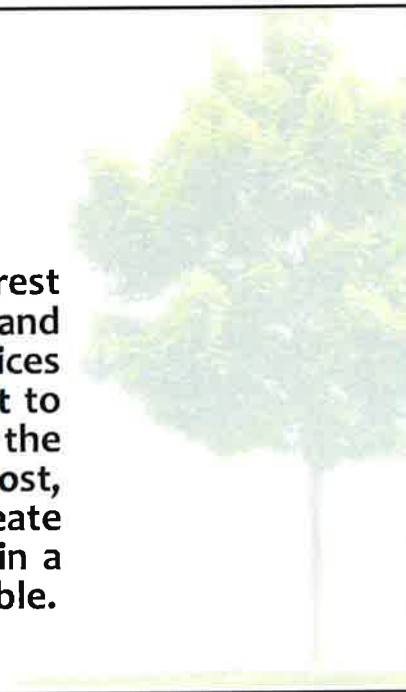 rest
and
ices
t to
the
ost,
eate
in a
ble.